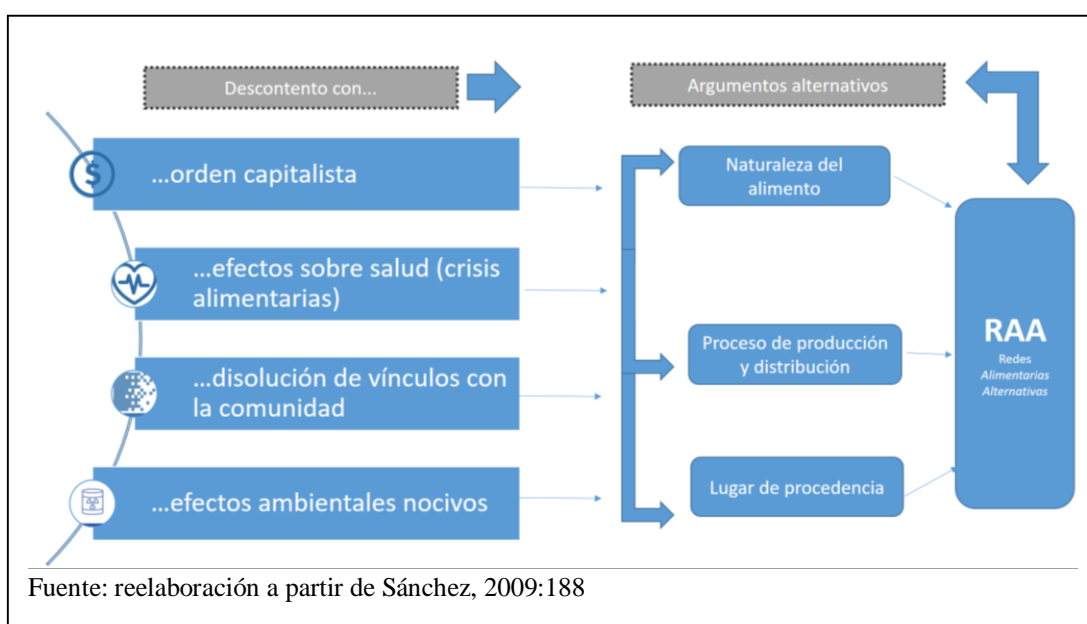 Descontento con...
Argumentos alternativos
$
...orden capitalista
...efectos sobre salud (crisis
alimentarias)
...disolución de vínculos con
la comunidad
...efectos ambientales nocivos
Naturaleza del
alimento
Proceso de producción
y distribución
Lugar de procedencia
RAA
Redes
Alimentarias
Alternativas
Fuente: reelaboración a partir de Sánchez, 2009:188